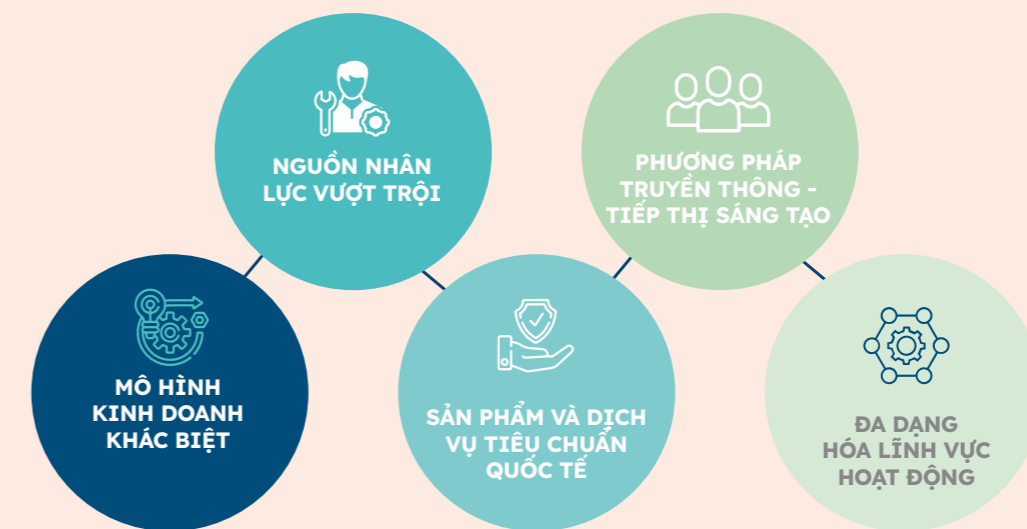 MÔ HÌNH
KINH DOANH
KHÁC BIỆT
NGUỒN NHÂN
LỰC VƯỢT TRỘI
SẢN PHẨM VÀ DỊCH
VỤ TIÊU CHUẨN
QUỐC TẾ
PHƯƠNG PHÁP
TRUYỀN THÔNG -
TIẾP THỊ SÁNG TẠO
ĐA DẠNG
HÓA LĨNH VỰC
HOẠT ĐỘNG